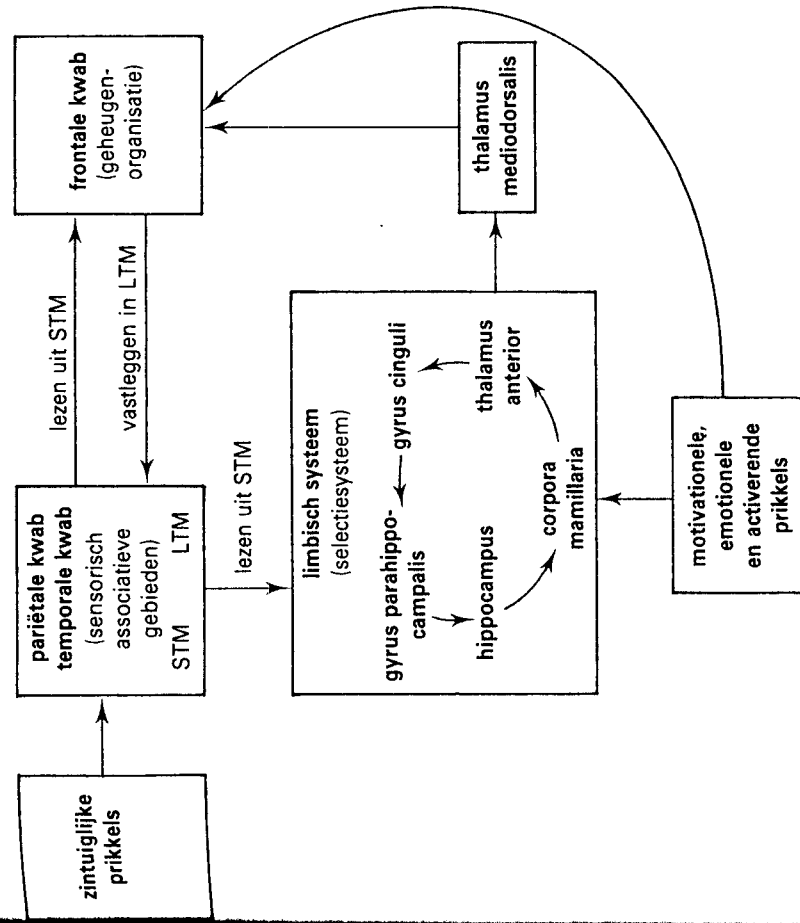 zintuiglijke
prikkels
pariëtale kwab
temporale kwab
(sensorisch
associatieve
gebieden)
STM LTM
lezen uit STM
vastleggen in LTM
frontale kwab
(geheugen-
organisatie)
lezen uit STM
limbisch systeem
(selectiesysteem)
gyrus parahippo-
campalis
gyrus cinguli
hippocampus
thalamus
anterior
corpora
mamillaria
thalamus
mediodorsalis
motivationele,
emotionele
en activerende
prikkels